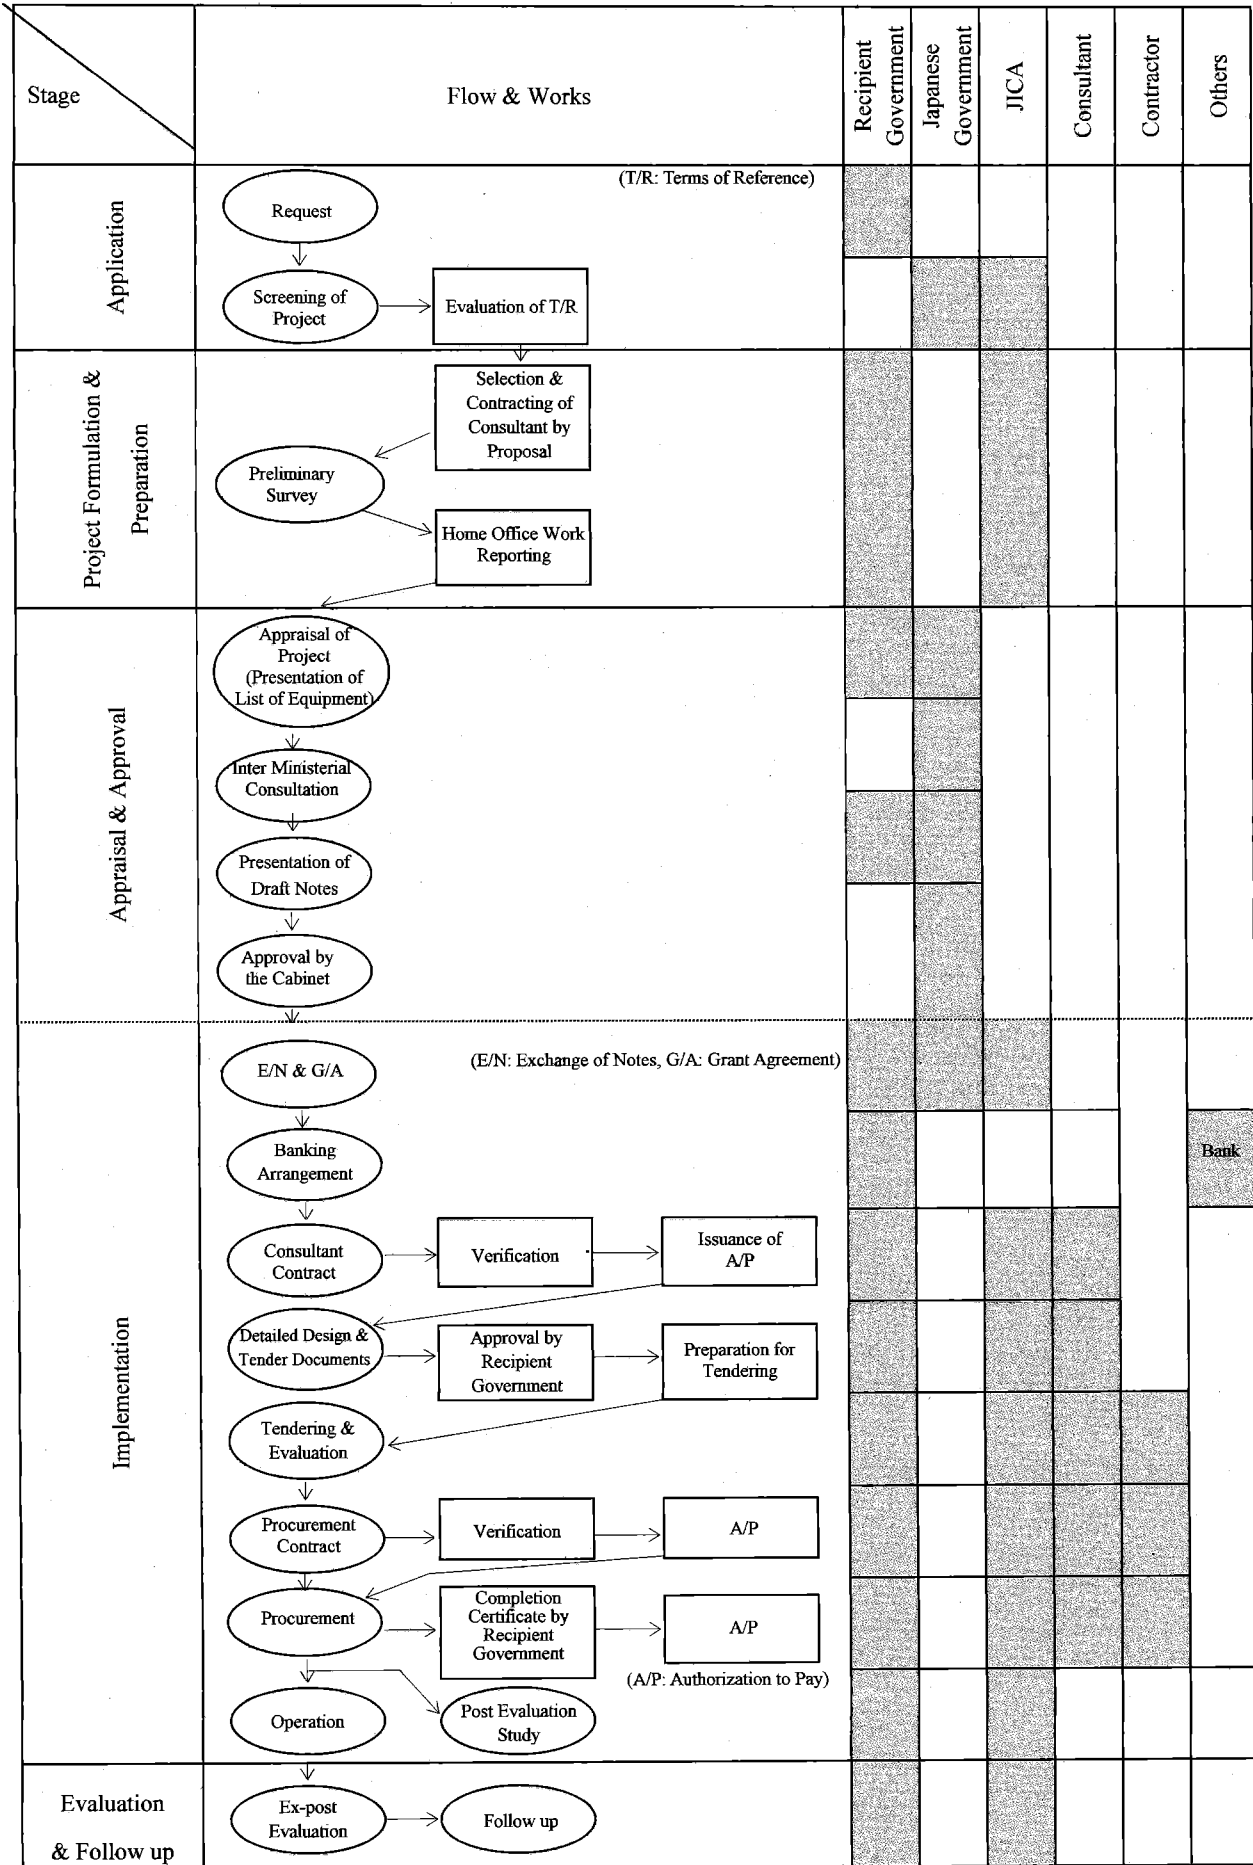 Stage
Flow & Works
Recipient
Government
Japanese
Government
JICA
Consultant
Contractor
Others
Application
(T/R: Terms of Reference)
Request
Screening of
Project
Evaluation of T/R
Project Formulation &
Preparation
Selection &
Contracting of
Consultant by
Proposal
Preliminary
Survey
Home Office Work
Reporting
Appraisal & Approval
Appraisal of
Project
(Presentation of
List of Equipment)
Inter Ministerial
Consultation
Presentation of
Draft Notes
Approval by
the Cabinet
Implementation
E/N & G/A
(E/N: Exchange of Notes, G/A: Grant Agreement)
Banking
Arrangement
Bank
Consultant
Contract
Verification
Issuance of
A/P
Detailed Design &
Tender Documents
Approval by
Recipient
Government
Preparation for
Tendering
Tendering &
Evaluation
Procurement
Contract
Verification
A/P
Procurement
Completion
Certificate by
Recipient
Government
A/P
(A/P: Authorization to Pay)
Operation
Post Evaluation
Study
Evaluation
& Follow up
Ex-post
Evaluation
Follow up